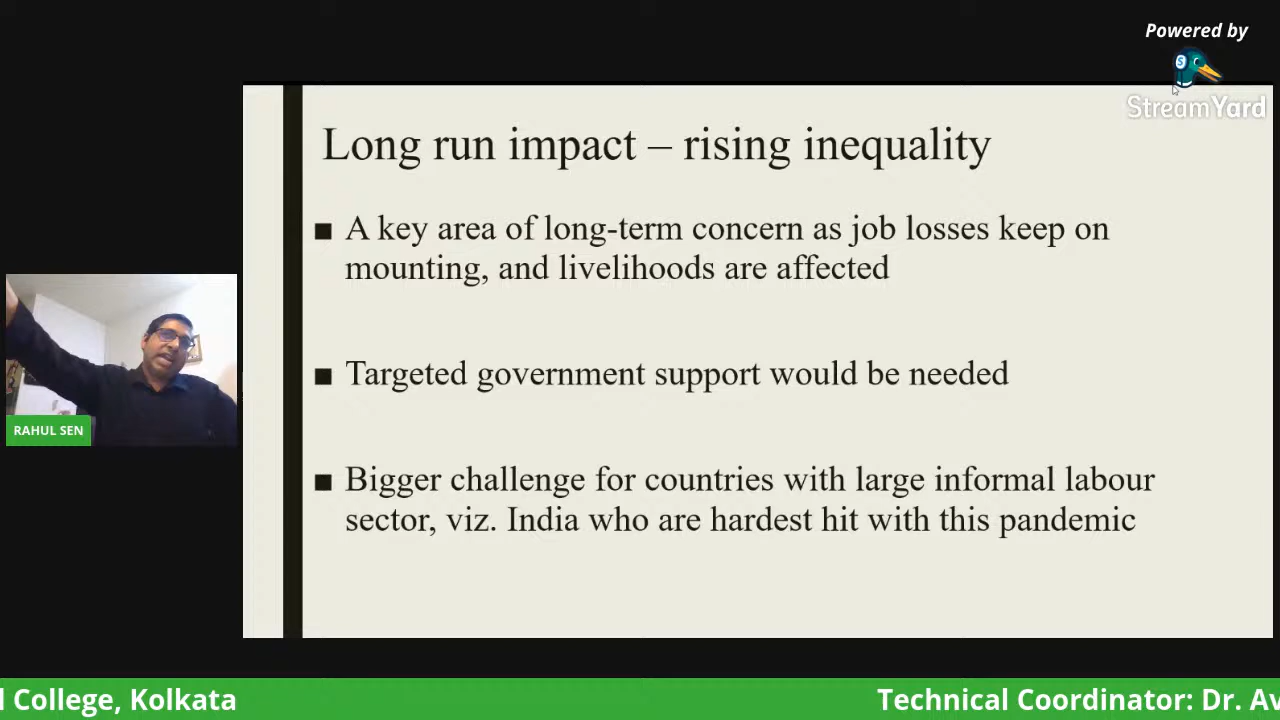 Powered by
StreamYard
Long run impact – rising inequality
■ A key area of long-term concern as job losses keep on
mounting, and livelihoods are affected
■ Targeted government support would be needed
■ Bigger challenge for countries with large informal labour
sector, viz. India who are hardest hit with this pandemic
RAHUL SEN
College, Kolkata
Technical Coordinator: Dr.